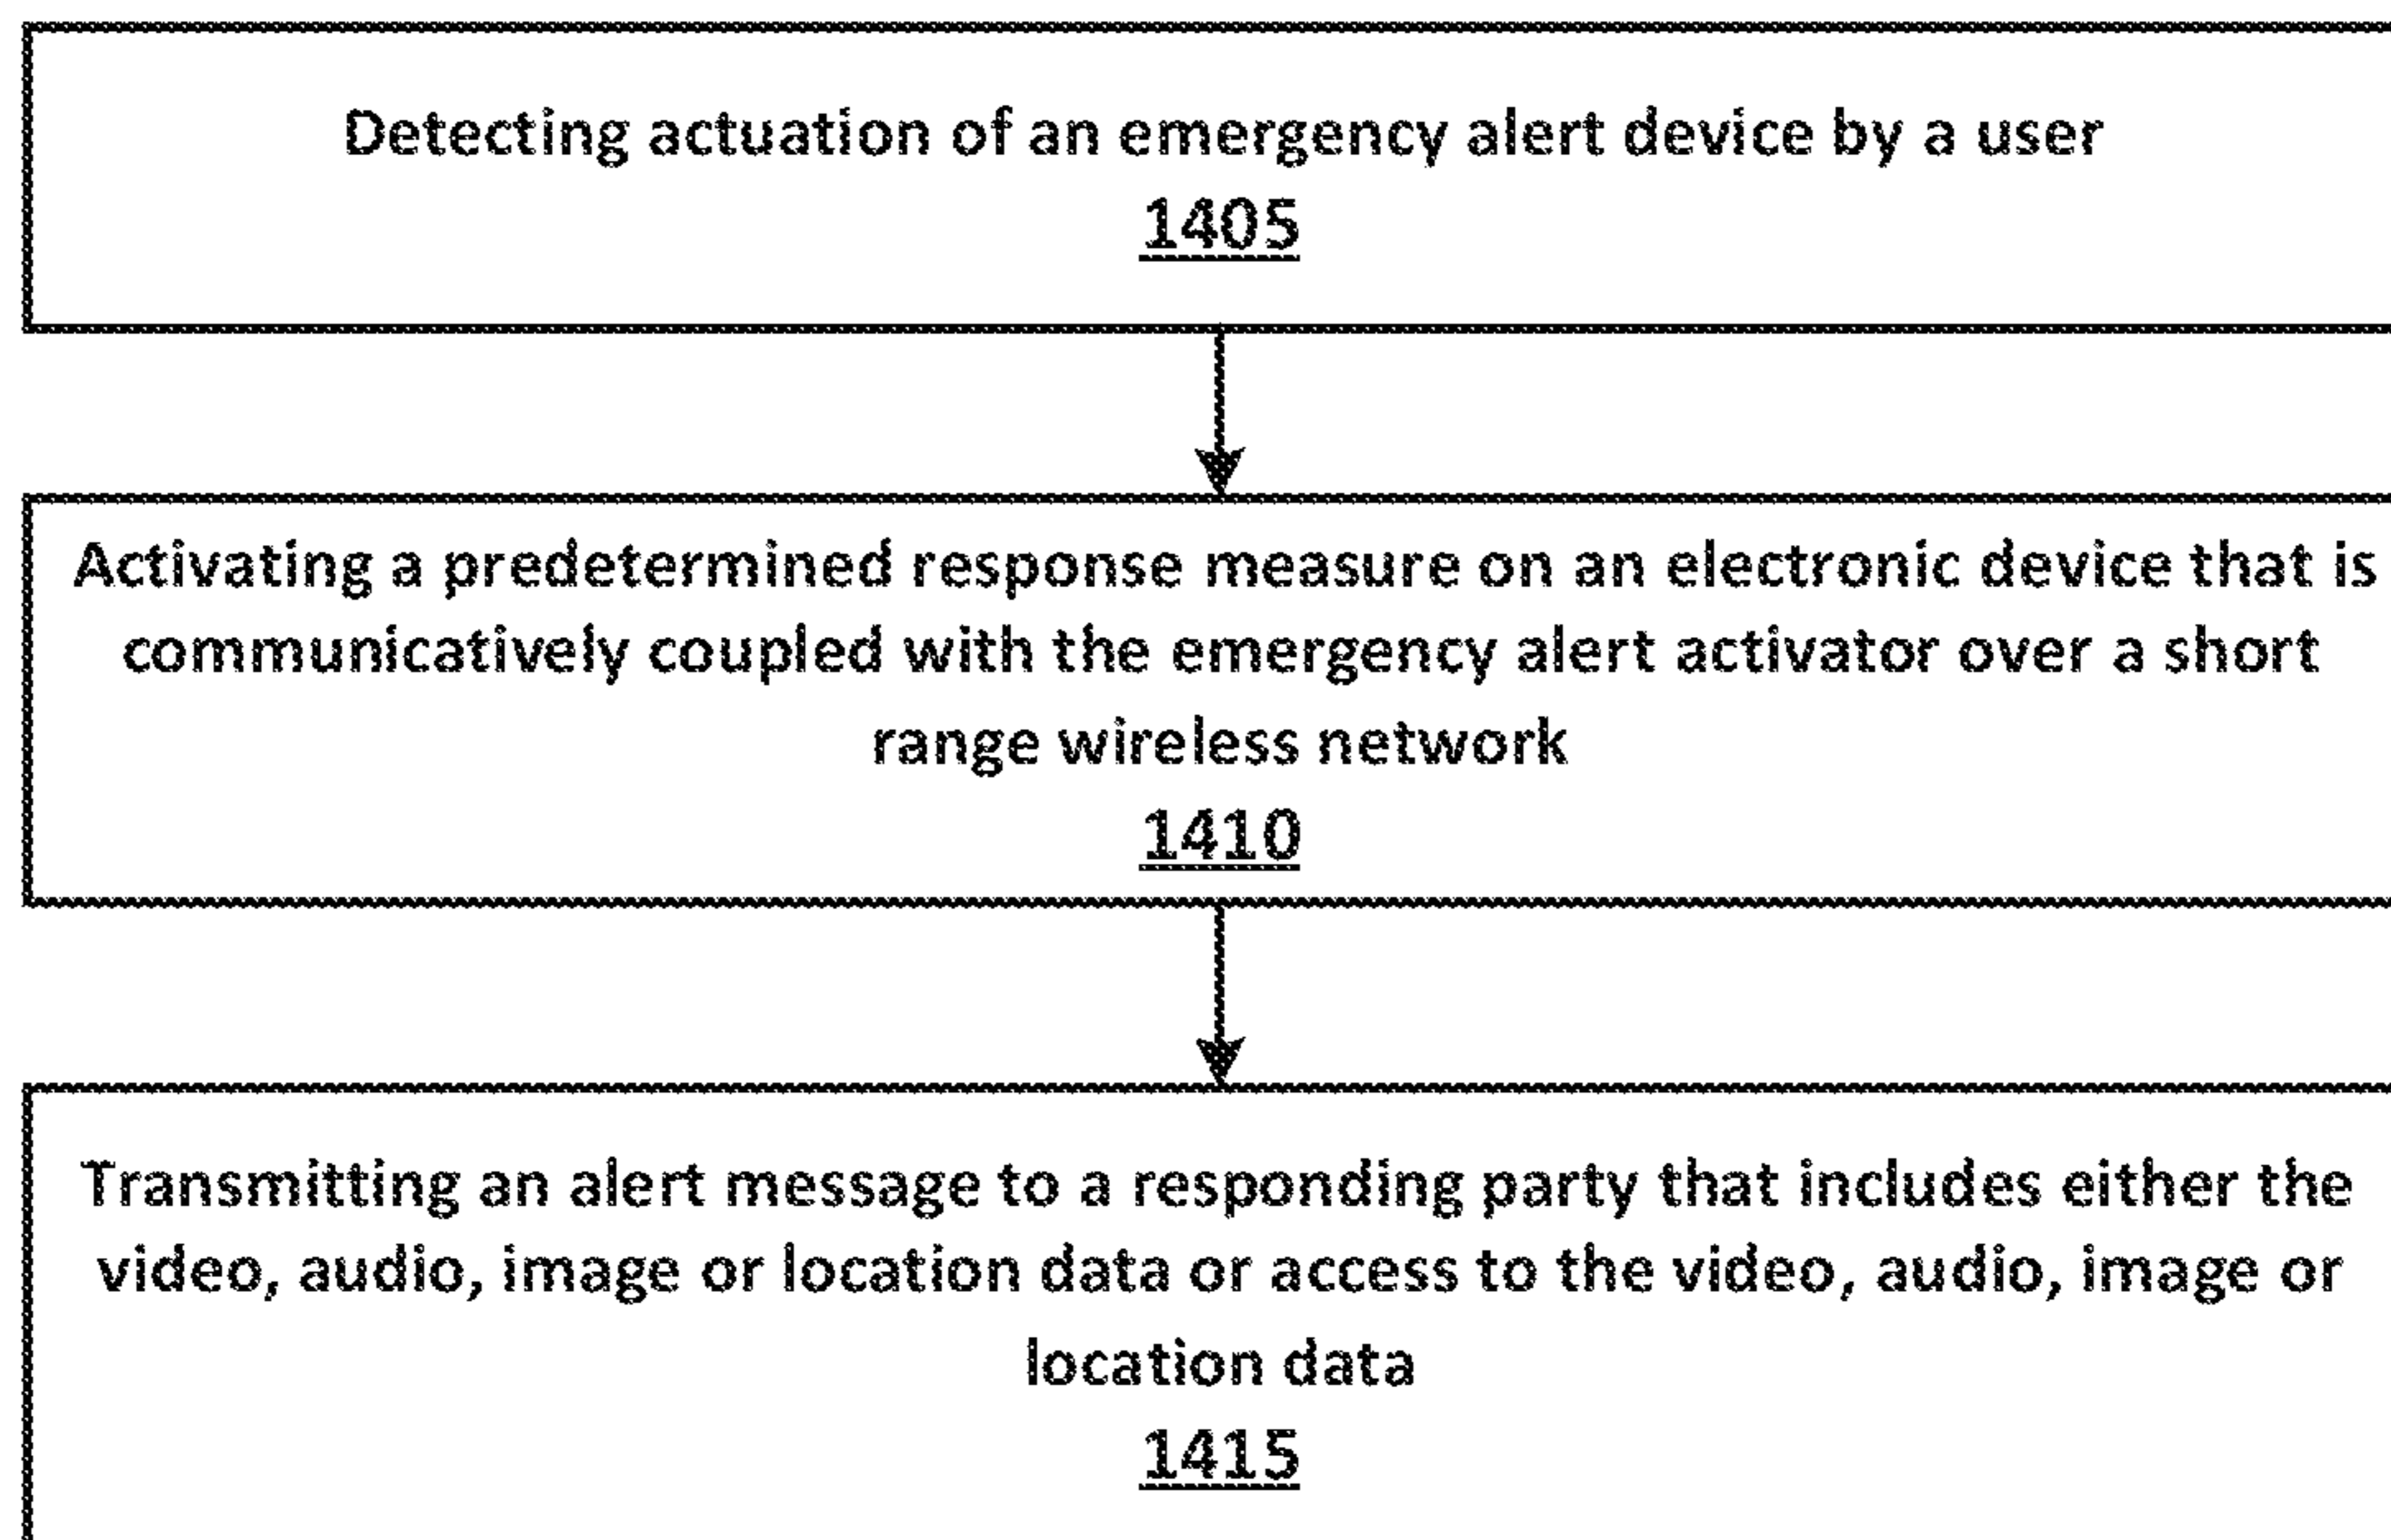 Detecting actuation of an emergency alert device by a user
1405
Activating a predetermined response measure on an electronic device that is
communicatively coupled with the emergency alert activator over a short
range wireless network
1410
Transmitting an alert message to a responding party that includes either the
video, audio, image or location data or access to the video, audio, image or
location data
1415